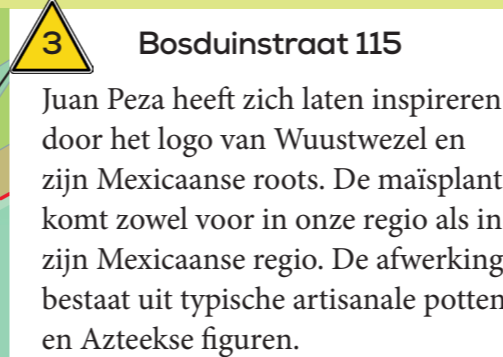 3 Bosduinstraat 115
Juan Peza heeft zich laten inspireren
door het logo van Wuustwezel en
zijn Mexicaanse roots. De maïsplant
komt zowel voor in onze regio als in
zijn Mexicaanse regio. De afwerking
bestaat uit typische artisanale potten
en Azteekse figuren.